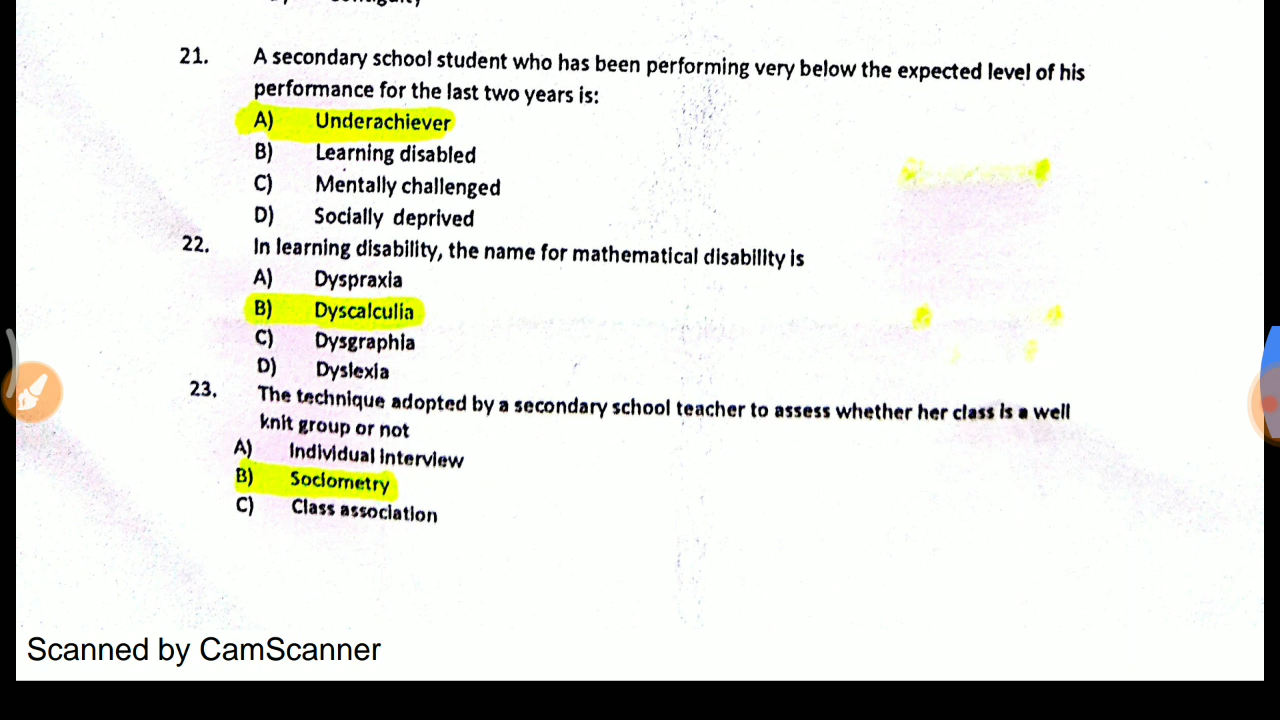 21. A secondary school student who has been performing very below the expected level of his
performance for the last two years is:
A) Underachiever
B) Learning disabled
C) Mentally challenged
D) Socially deprived
22. In learning disability, the name for mathematical disability is
A) Dyspraxia
B) Dyscalculia
C) Dysgraphia
D) Dyslexia
23. The technique adopted by a secondary school teacher to assess whether her class is a well
knit group or not
A) Individual interview
B) Sociometry
C) Class association
Scanned by CamScanner